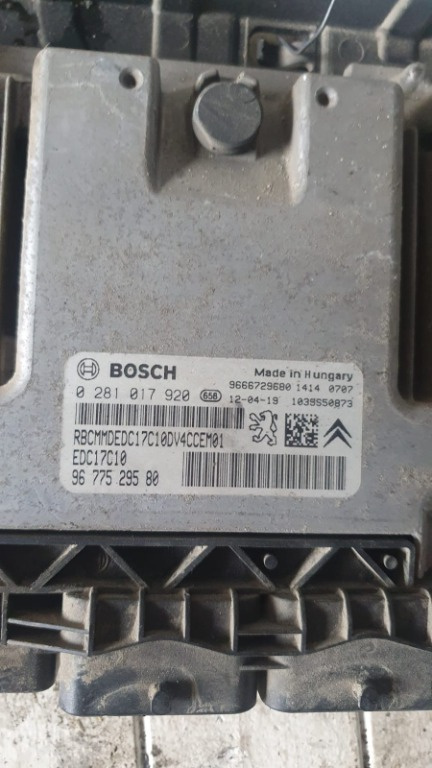 BOSCH
Made in Hungary
9666729680 1414 0707
0 281 017 920 658 12-04-19 1039S50873
RBCMMDEDC17C10DV4CCEM01
EDC17C10
96 775 295 80